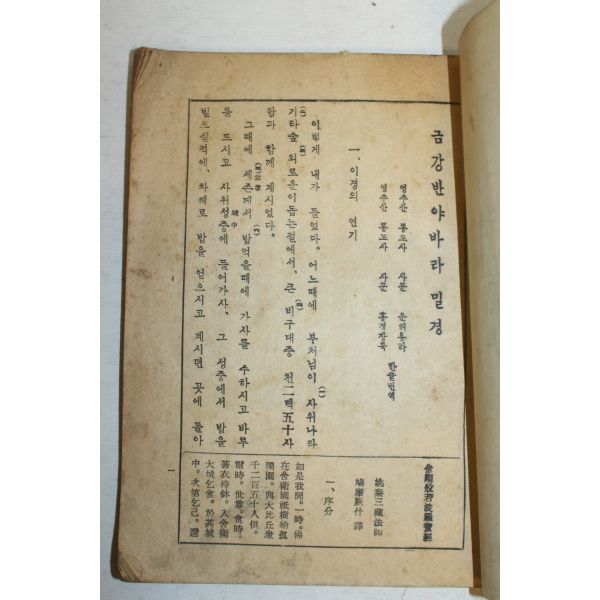 금강반야바라밀경
영추산 통도사 사문 운허용하
영추산 통도사 사문 홍경장육
한글번역
一、이경의 연기
이렇게 내가 들었다。어느때에 부처님이 사위나라
기타숲 외로운이돕는절에서、큰 비구대중 천二백五十사
람과 함께 계시었다。
그때에 세존께서 밥먹을때에 가사를 수하시고 바루
를 드시고 사위성중에 들어가사、그 성중에서 밥을
빌으실적에、차례로 밥을 얻으시고 계시던 곳에 돌아
城中
金剛般若波羅蜜經
姚秦三藏法師
鳩摩羅什 譯
一、序分
如是我聞。一時。佛
在舍衛國祇樹給孤
獨園。與大比丘衆
千二百五十人俱。
爾時。世尊。食時。
著衣持鉢。入舍衛
大城乞食。於其城
中。次第乞已。還
一